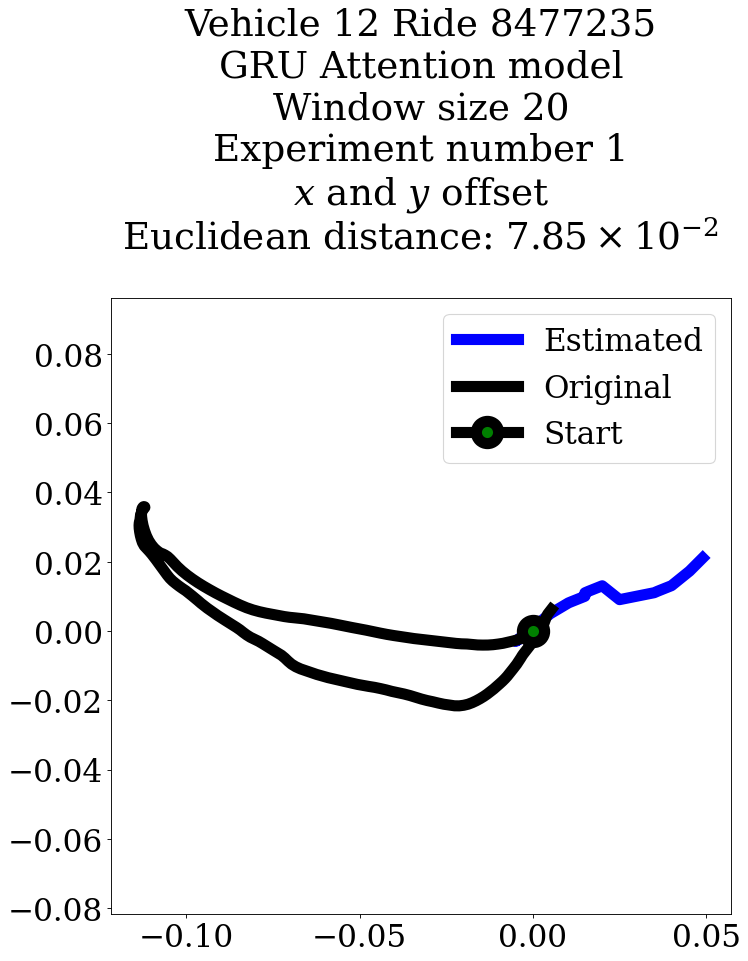 Vehicle 12 Ride 8477235
GRU Attention model
Window size 20
Experiment number 1
x and y offset
Euclidean distance: 7.85 × 10⁻²
Estimated
Original
Start
0.08
0.06
0.04
0.02
0.00
−0.02
−0.04
−0.06
−0.08
−0.10 −0.05 0.00 0.05